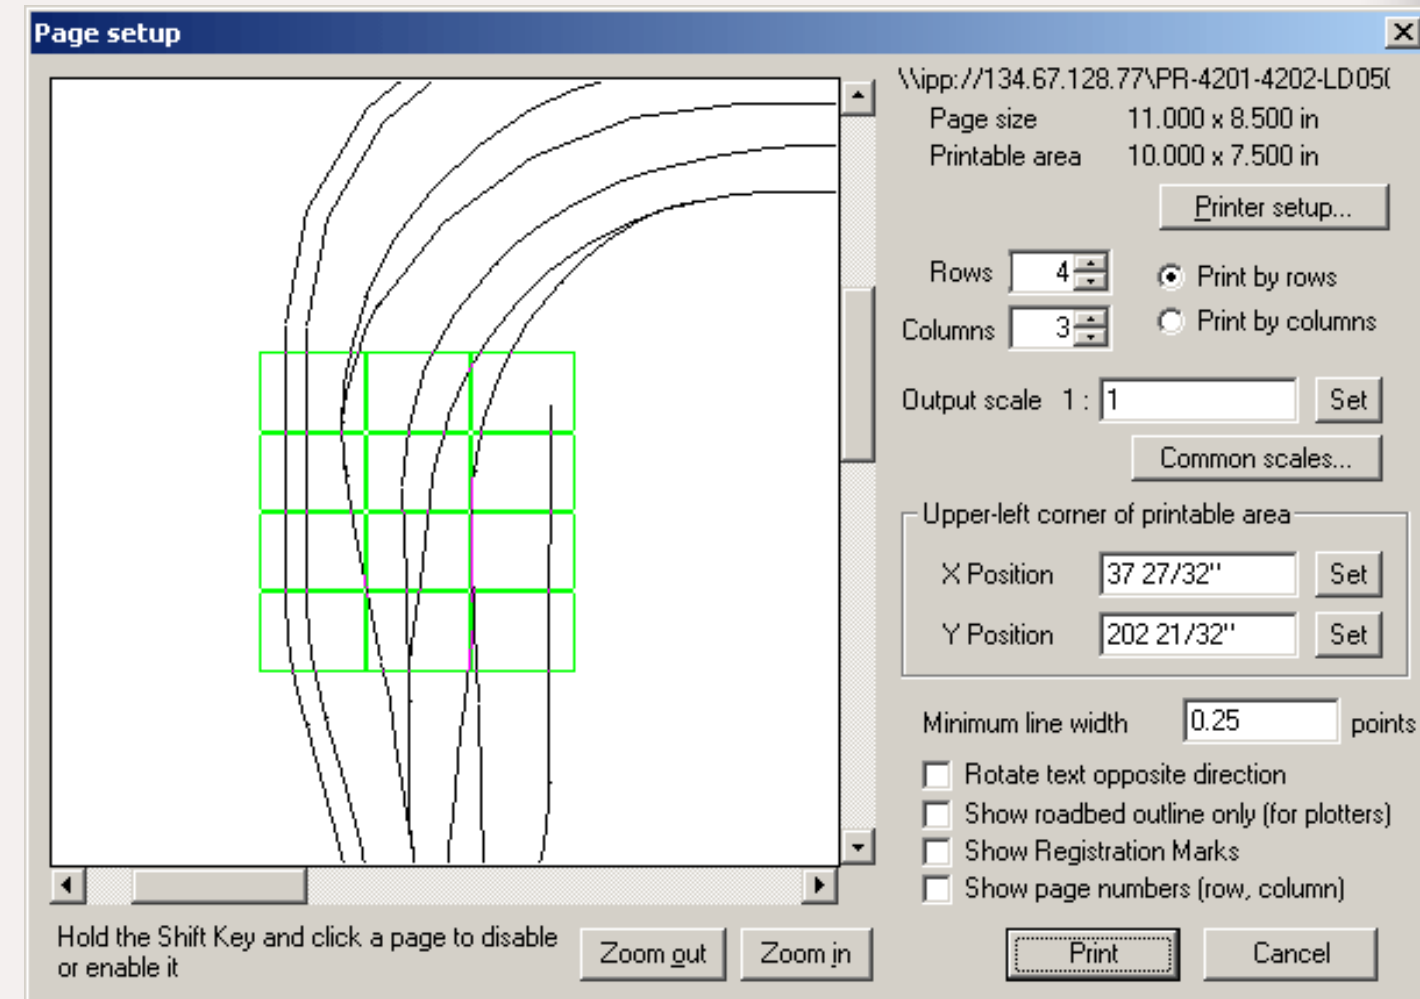 Page setup
\\ipp://134.67.128.77\PR-4201-4202-LD05(
Page size 11.000 x 8.500 in
Printable area 10.000 x 7.500 in
Printer setup...
Rows 4 Print by rows
Columns 3 Print by columns
Output scale 1 : 1 Set
Common scales...
Upper-left corner of printable area
X Position 37 27/32" Set
Y Position 202 21/32" Set
Minimum line width 0.25 points
Rotate text opposite direction
Show roadbed outline only (for plotters)
Show Registration Marks
Show page numbers (row, column)
Hold the Shift Key and click a page to disable
or enable it
Zoom out Zoom in Print Cancel